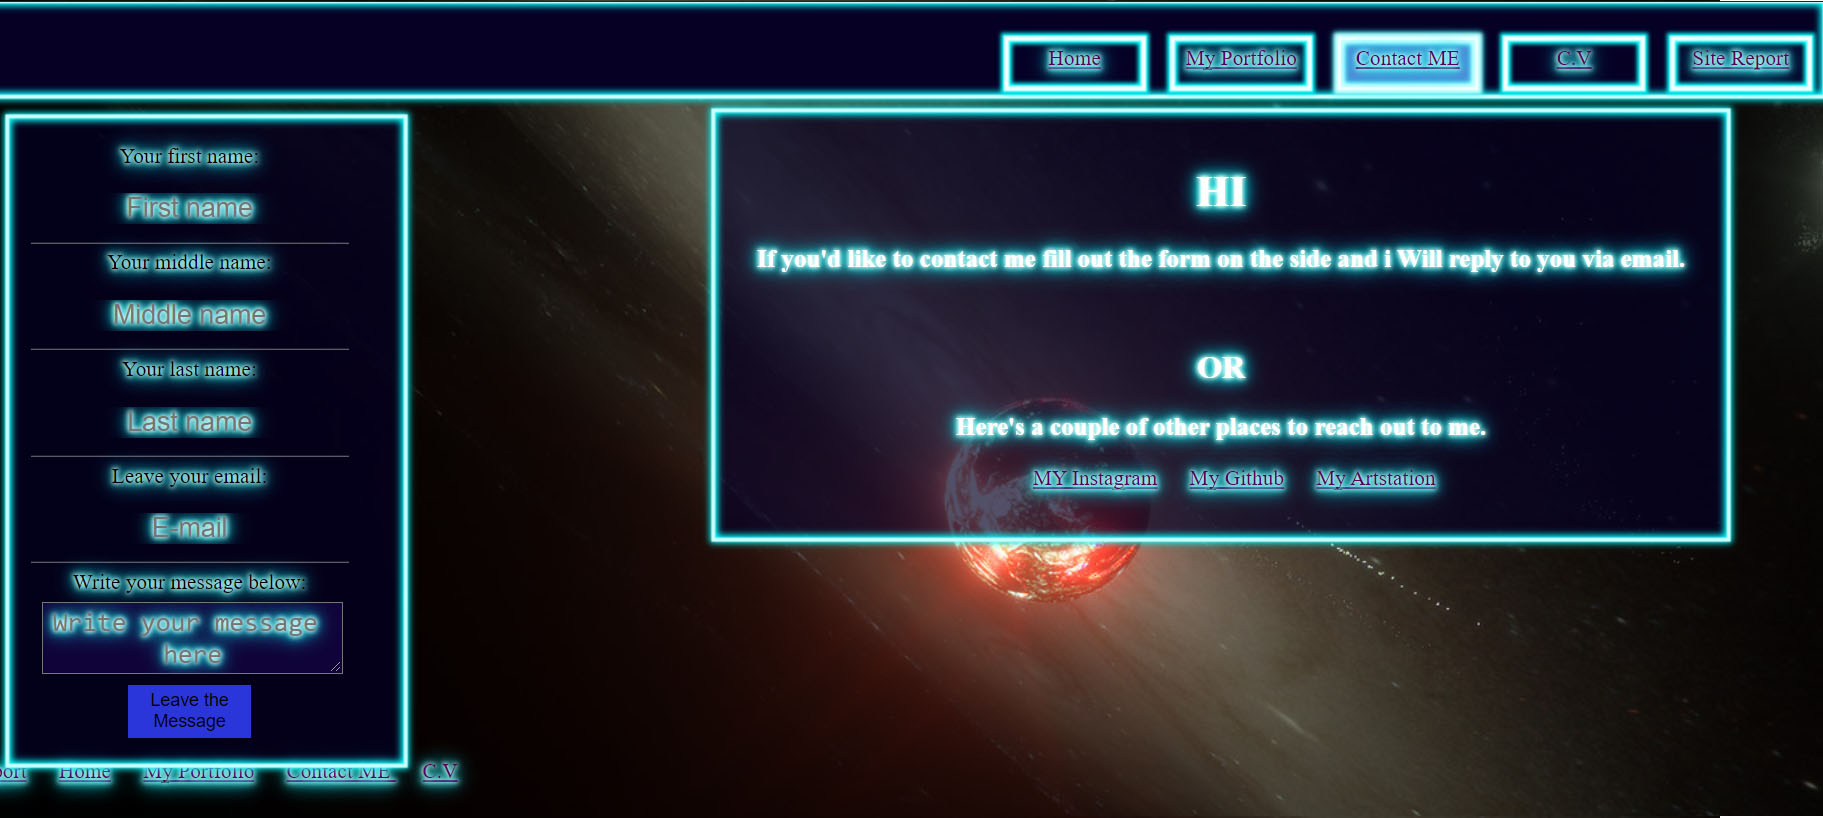 Home
My Portfolio
Contact ME
C.V
Site Report
Your first name:
First name
Your middle name:
Middle name
Your last name:
Last name
Leave your email:
E-mail
Write your message below:
Write your message
here
Leave the
Message
HI
If you'd like to contact me fill out the form on the side and i Will reply to you via email.
OR
Here's a couple of other places to reach out to me.
MY Instagram My Github My Artstation
Home My Portfolio Contact ME C.V